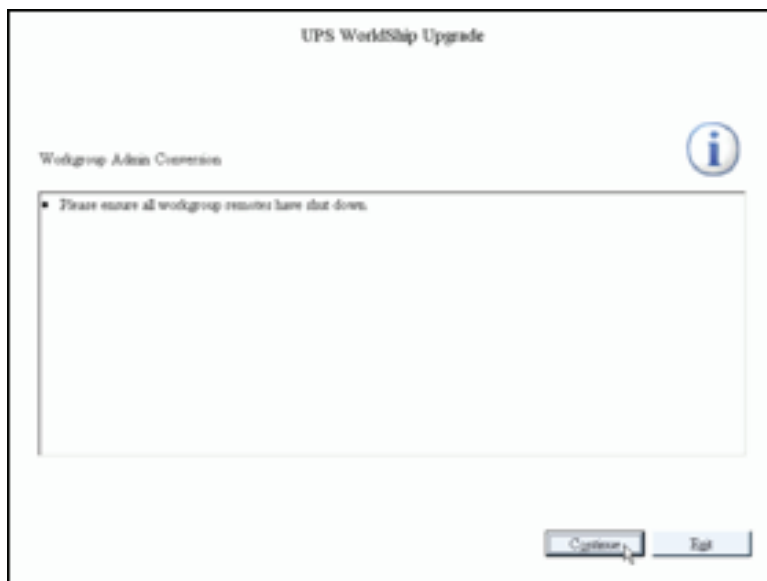 UPS WorldShip Upgrade
Workgroup Admin Conversion
Please ensure all workgroup remotes have shut down.
Continue
Exit